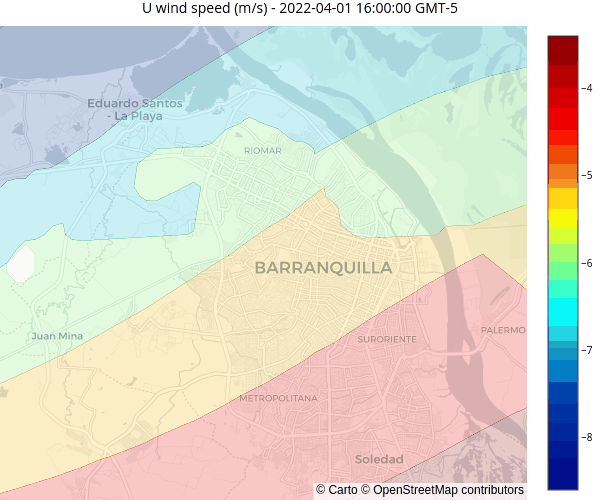 U wind speed (m/s) - 2022-04-01 16:00:00 GMT-5
Eduardo Santos
- La Playa
RIOMAR
BARRANQUILLA
Juan Mina
SURORIENTE
PALERMO
METROPOLITANA
Soledad
© Carto © OpenStreetMap contributors
-4
-5
-6
-7
-8